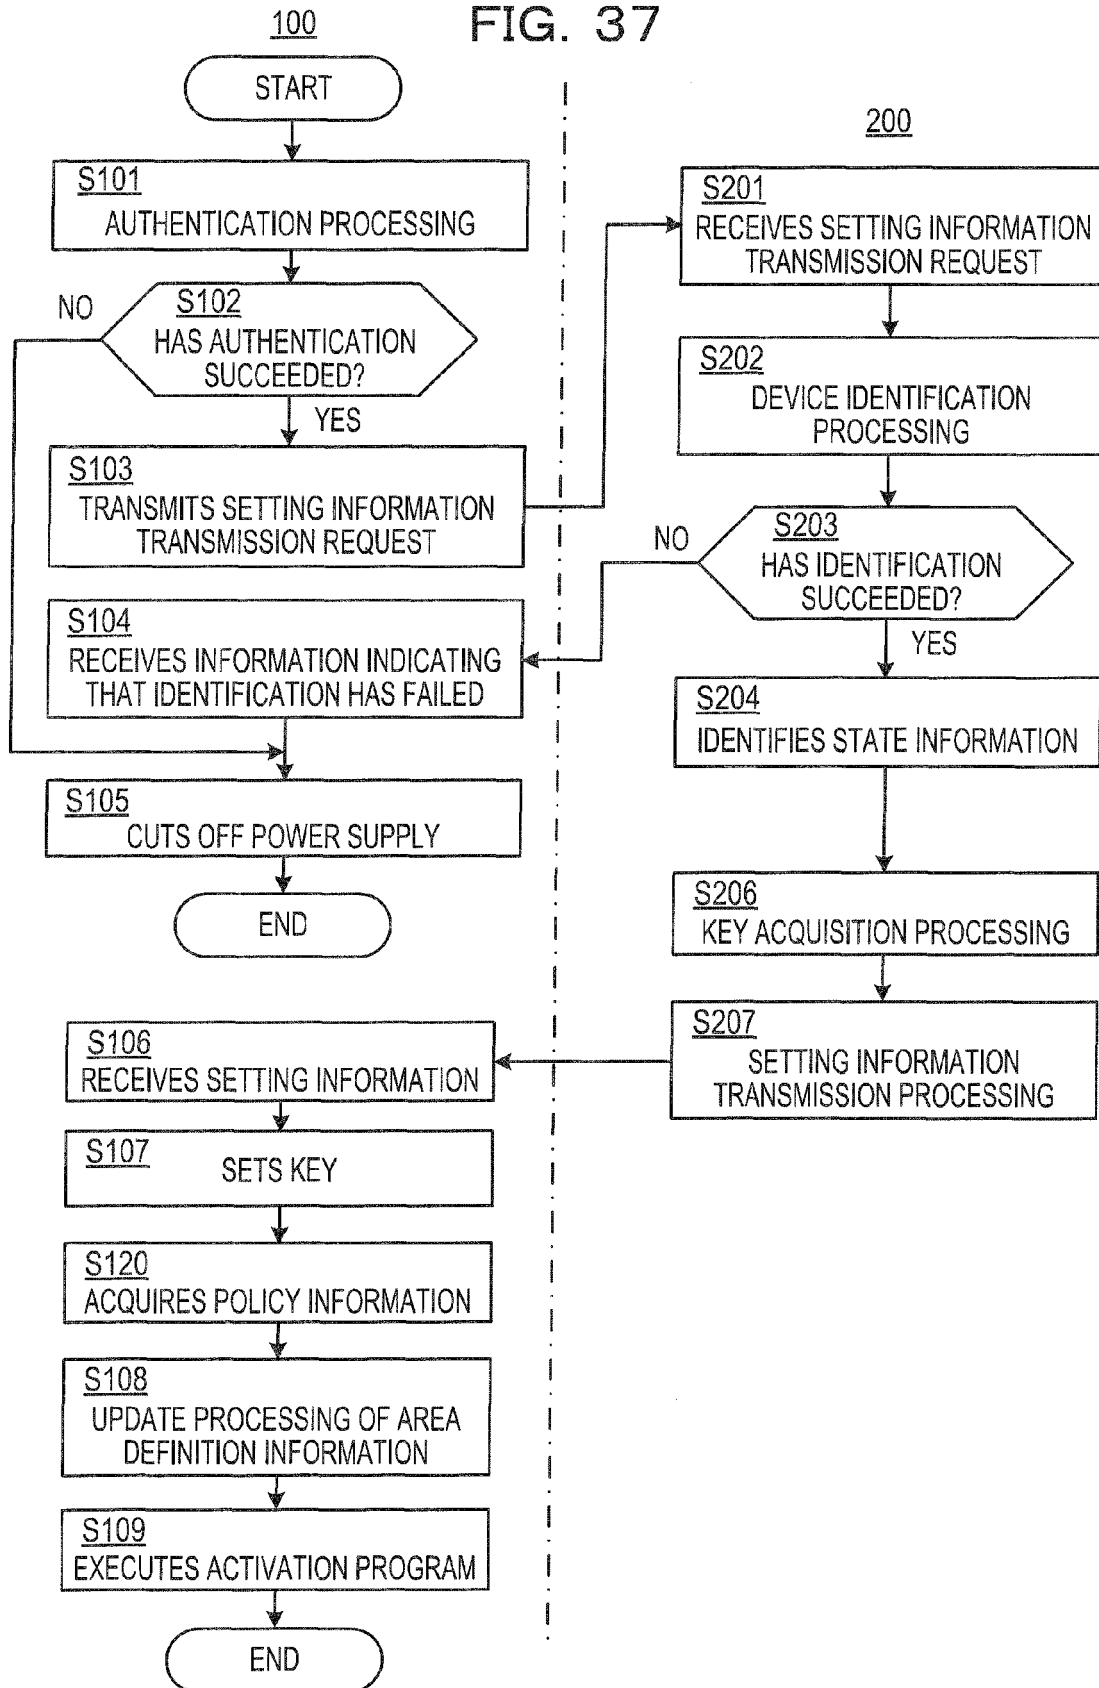 FIG. 37
100
START
S101
AUTHENTICATION PROCESSING
NO
S102
HAS AUTHENTICATION
SUCCEEDED?
YES
S103
TRANSMITS SETTING INFORMATION
TRANSMISSION REQUEST
S104
RECEIVES INFORMATION INDICATING
THAT IDENTIFICATION HAS FAILED
S105
CUTS OFF POWER SUPPLY
END
S106
RECEIVES SETTING INFORMATION
S107
SETS KEY
S120
ACQUIRES POLICY INFORMATION
S108
UPDATE PROCESSING OF AREA
DEFINITION INFORMATION
S109
EXECUTES ACTIVATION PROGRAM
END
200
S201
RECEIVES SETTING INFORMATION
TRANSMISSION REQUEST
S202
DEVICE IDENTIFICATION
PROCESSING
NO
S203
HAS IDENTIFICATION
SUCCEEDED?
YES
S204
IDENTIFIES STATE INFORMATION
S206
KEY ACQUISITION PROCESSING
S207
SETTING INFORMATION
TRANSMISSION PROCESSING